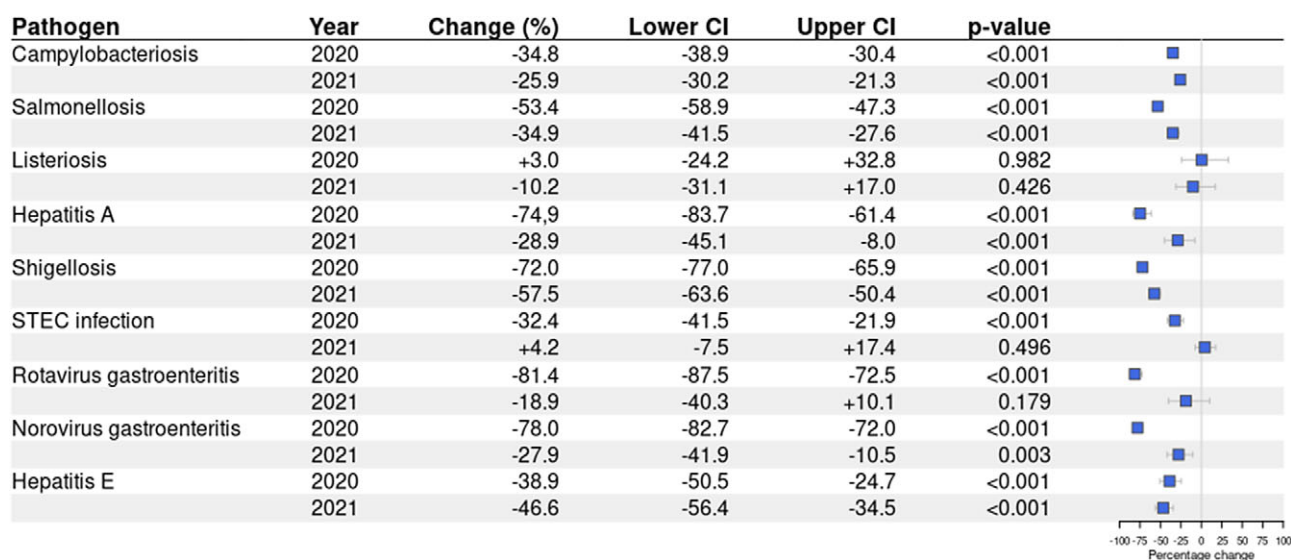 Pathogen Year Change (%) Lower CI Upper CI p-value
Campylobacteriosis 2020 -34.8 -38.9 -30.4 <0.001
2021 -25.9 -30.2 -21.3 <0.001
Salmonellosis 2020 -53.4 -58.9 -47.3 <0.001
2021 -34.9 -41.5 -27.6 <0.001
Listeriosis 2020 +3.0 -24.2 +32.8 0.982
2021 -10.2 -31.1 +17.0 0.426
Hepatitis A 2020 -74,9 -83.7 -61.4 <0.001
2021 -28.9 -45.1 -8.0 <0.001
Shigellosis 2020 -72.0 -77.0 -65.9 <0.001
2021 -57.5 -63.6 -50.4 <0.001
STEC infection 2020 -32.4 -41.5 -21.9 <0.001
2021 +4.2 -7.5 +17.4 0.496
Rotavirus gastroenteritis 2020 -81.4 -87.5 -72.5 <0.001
2021 -18.9 -40.3 +10.1 0.179
Norovirus gastroenteritis 2020 -78.0 -82.7 -72.0 <0.001
2021 -27.9 -41.9 -10.5 0.003
Hepatitis E 2020 -38.9 -50.5 -24.7 <0.001
2021 -46.6 -56.4 -34.5 <0.001
-100 -75 -50 -25 0 25 50 75 100
Percentage change